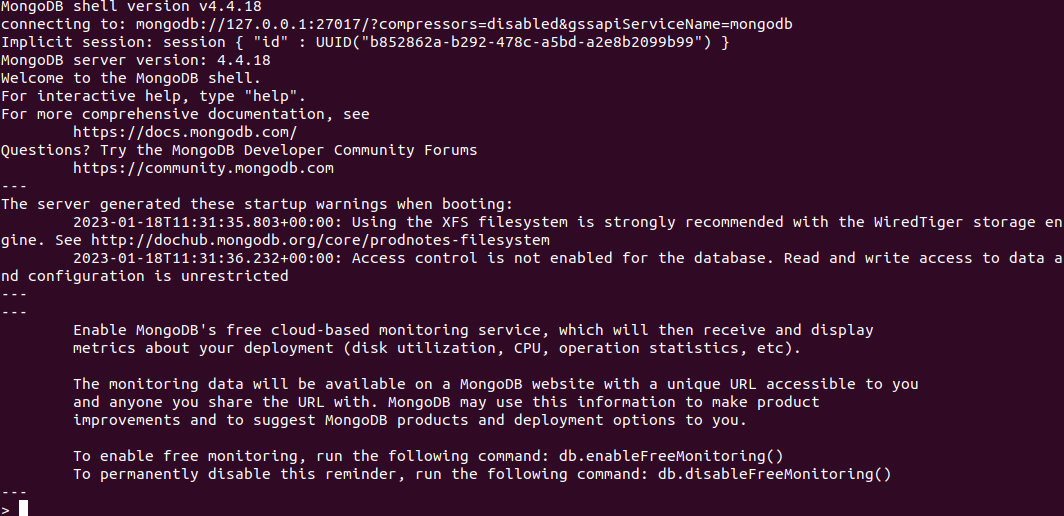 MongoDB shell version v4.4.18
connecting to: mongodb://127.0.0.1:27017/?compressors=disabled&gssapiServiceName=mongodb
Implicit session: session { "id" : UUID("b852862a-b292-478c-a5bd-a2e8b2099b99") }
MongoDB server version: 4.4.18
Welcome to the MongoDB shell.
For interactive help, type "help".
For more comprehensive documentation, see
        https://docs.mongodb.com/
Questions? Try the MongoDB Developer Community Forums
        https://community.mongodb.com
---
The server generated these startup warnings when booting:
        2023-01-18T11:31:35.803+00:00: Using the XFS filesystem is strongly recommended with the WiredTiger storage en
gine. See http://dochub.mongodb.org/core/prodnotes-filesystem
        2023-01-18T11:31:36.232+00:00: Access control is not enabled for the database. Read and write access to data a
nd configuration is unrestricted
---
---
        Enable MongoDB's free cloud-based monitoring service, which will then receive and display
        metrics about your deployment (disk utilization, CPU, operation statistics, etc).

        The monitoring data will be available on a MongoDB website with a unique URL accessible to you
        and anyone you share the URL with. MongoDB may use this information to make product
        improvements and to suggest MongoDB products and deployment options to you.

        To enable free monitoring, run the following command: db.enableFreeMonitoring()
        To permanently disable this reminder, run the following command: db.disableFreeMonitoring()
---
>